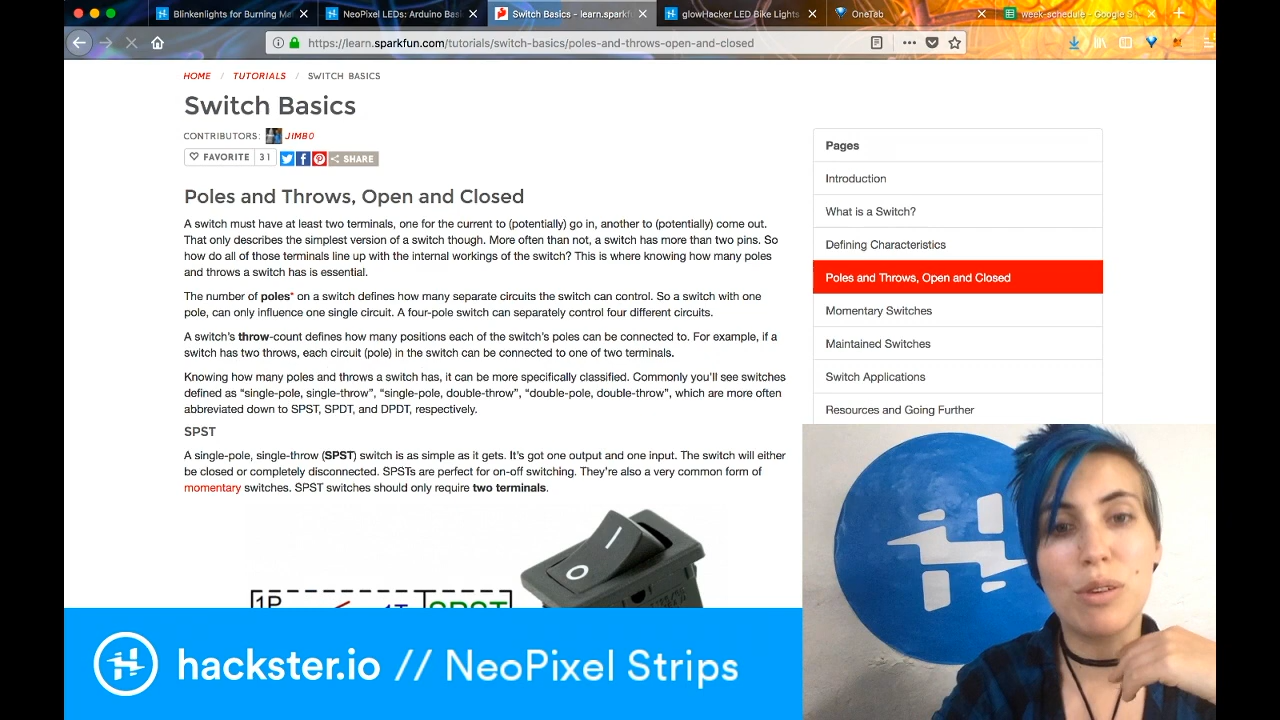 Blinkenlights for Burning Ma
NeoPixel LEDs: Arduino Bas
Switch Basics - learn.sparkf
glowHacker LED Bike Lights
OneTab
week-schedule - Google S
https://learn.sparkfun.com/tutorials/switch-basics/poles-and-throws-open-and-closed
HOME / TUTORIALS / SWITCH BASICS
Switch Basics
CONTRIBUTORS: JIMB0
FAVORITE 31 SHARE
Poles and Throws, Open and Closed
A switch must have at least two terminals, one for the current to (potentially) go in, another to (potentially) come out.
That only describes the simplest version of a switch though. More often than not, a switch has more than two pins. So
how do all of those terminals line up with the internal workings of the switch? This is where knowing how many poles
and throws a switch has is essential.
The number of poles* on a switch defines how many separate circuits the switch can control. So a switch with one
pole, can only influence one single circuit. A four-pole switch can separately control four different circuits.
A switch's throw-count defines how many positions each of the switch's poles can be connected to. For example, if a
switch has two throws, each circuit (pole) in the switch can be connected to one of two terminals.
Knowing how many poles and throws a switch has, it can be more specifically classified. Commonly you'll see switches
defined as “single-pole, single-throw”, “single-pole, double-throw”, “double-pole, double-throw”, which are more often
abbreviated down to SPST, SPDT, and DPDT, respectively.
SPST
A single-pole, single-throw (SPST) switch is as simple as it gets. It's got one output and one input. The switch will either
be closed or completely disconnected. SPSTs are perfect for on-off switching. They're also a very common form of
momentary switches. SPST switches should only require two terminals.
1P 1T SPST
Pages
Introduction
What is a Switch?
Defining Characteristics
Poles and Throws, Open and Closed
Momentary Switches
Maintained Switches
Switch Applications
Resources and Going Further
hackster.io // NeoPixel Strips